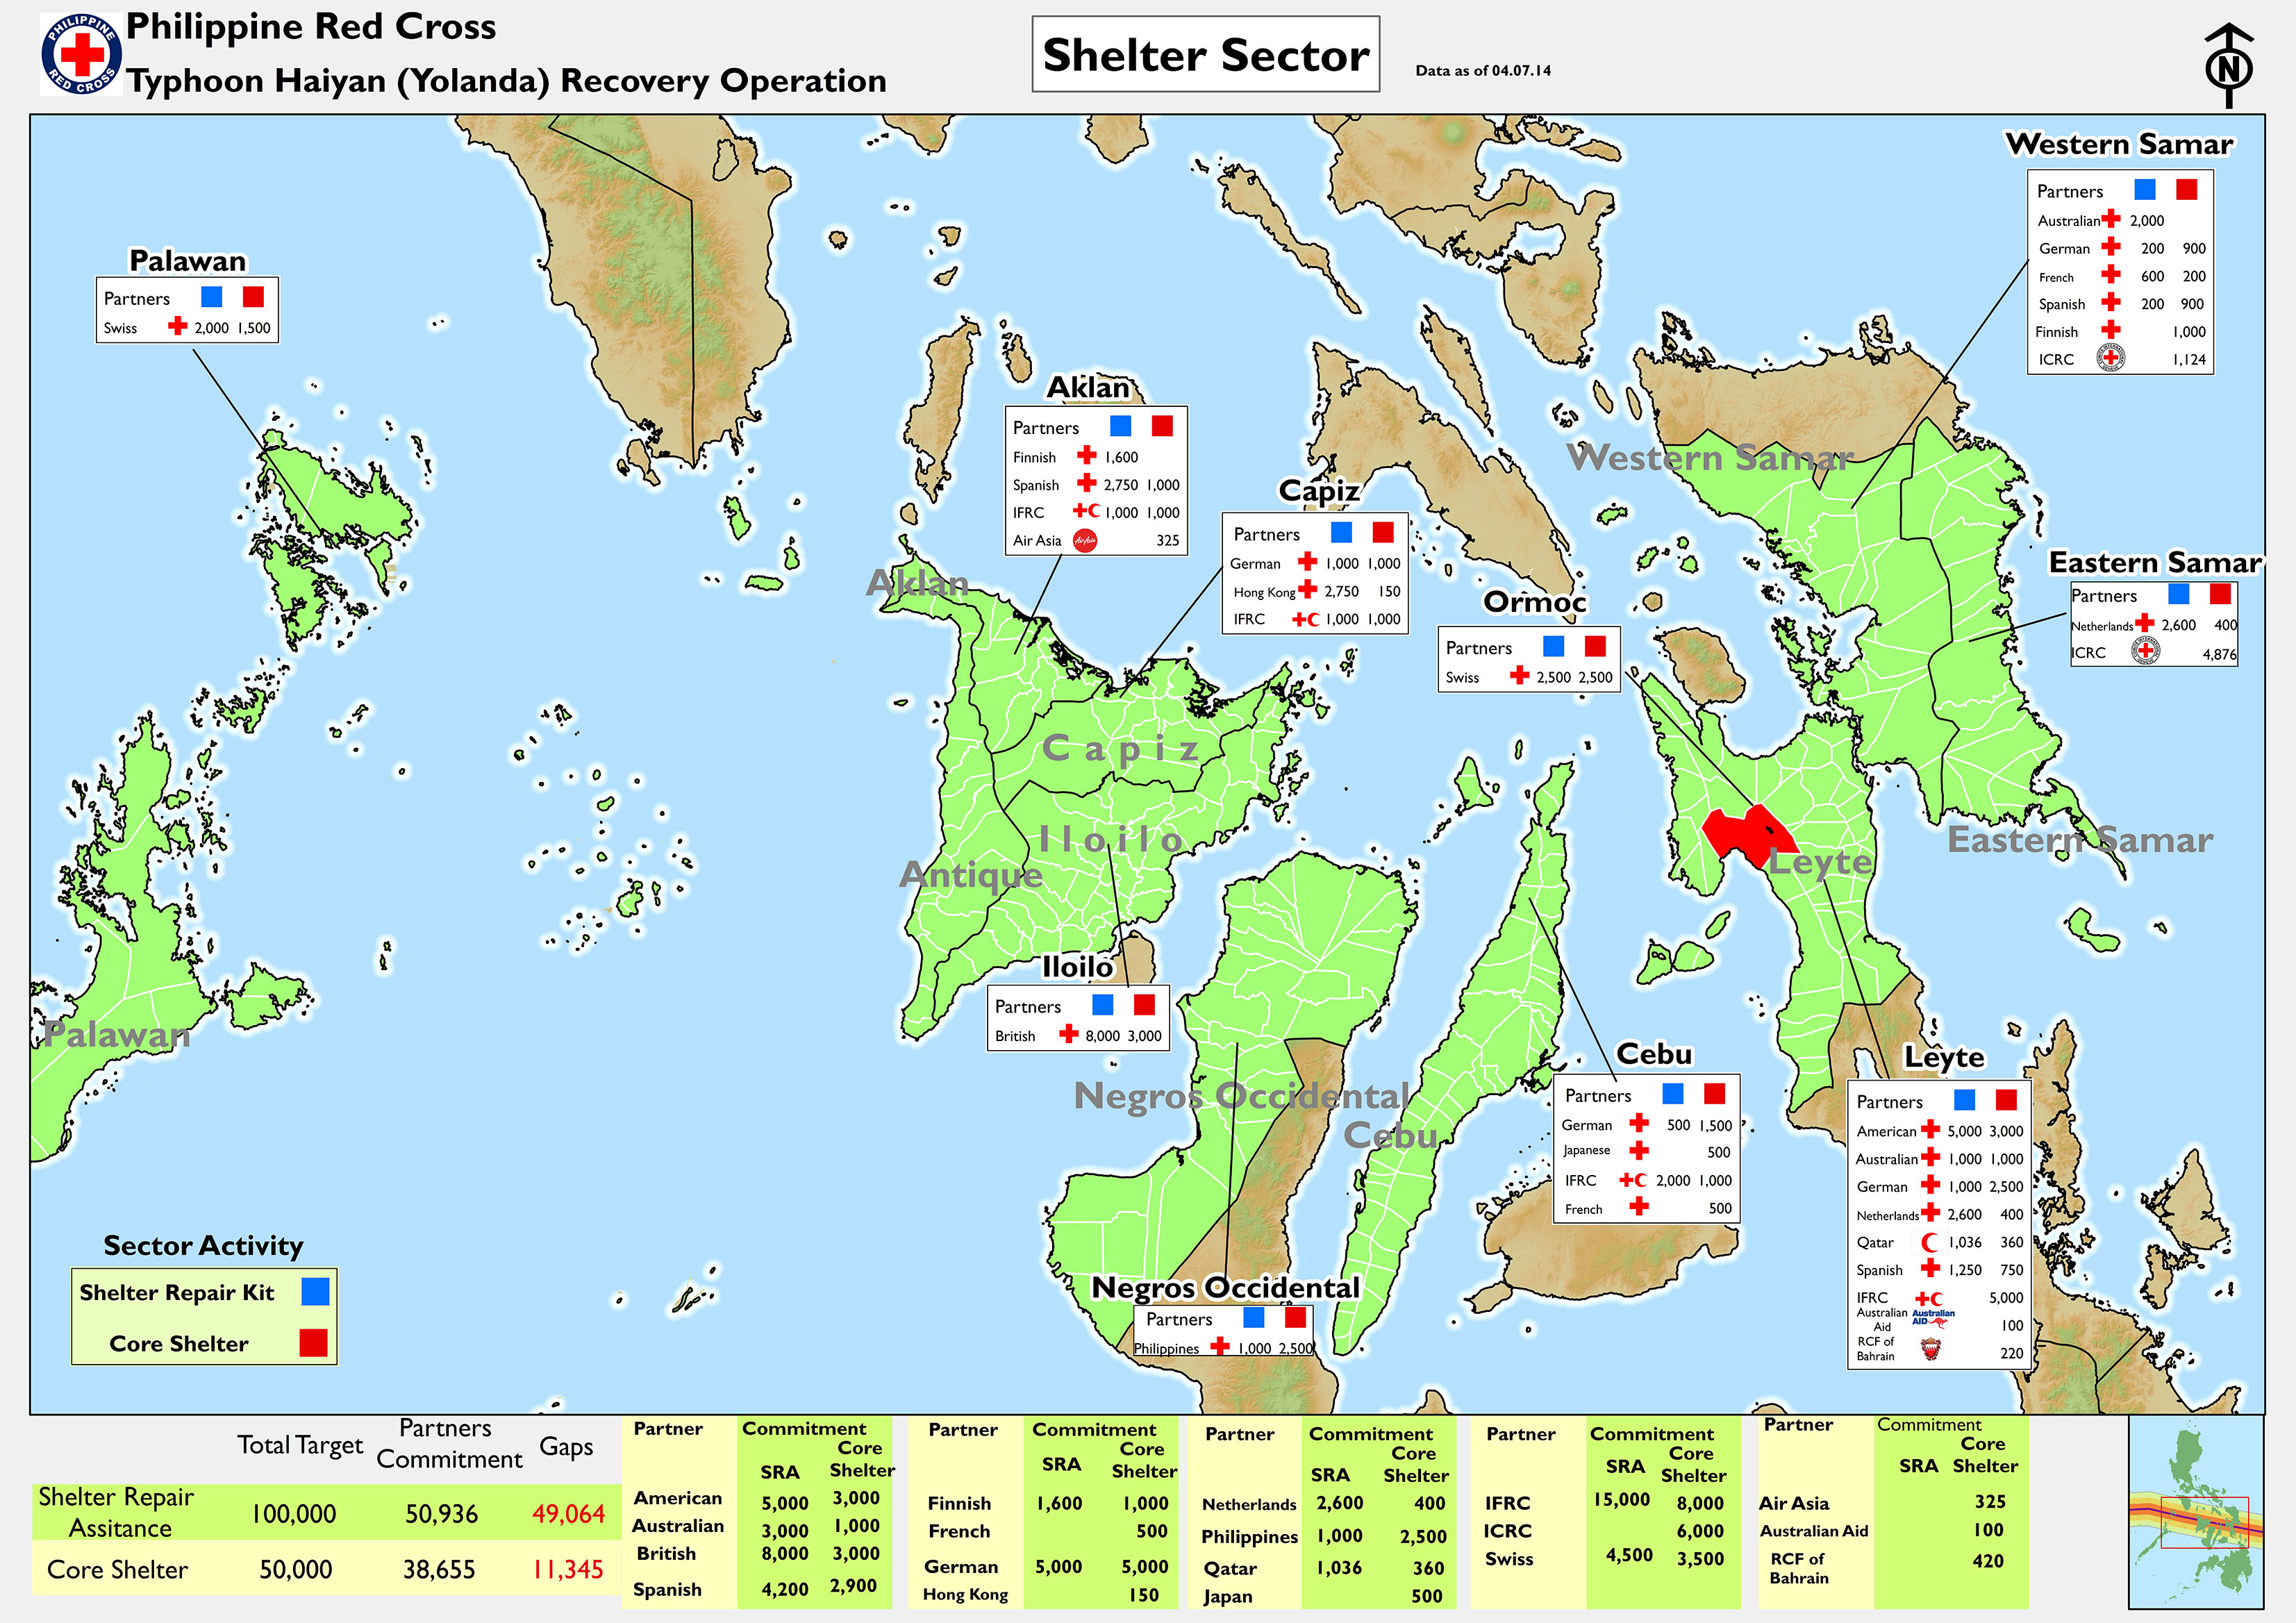 Philippine Red Cross
Typhoon Haiyan (Yolanda) Recovery Operation
PHILIPPINE
RED CROSS
Shelter Sector
Data as of 04.07.14
N
Western Samar
Partners
Australian 2,000
German 200 900
French 600 200
Spanish 200 900
Finnish 1,000
ICRC 1,124
Palawan
Partners
Swiss 2,000 1,500
Aklan
Partners
Finnish 1,600
Spanish 2,750 1,000
IFRC 1,000 1,000
Air Asia AirAsia 325
Capiz
Partners
German 1,000 1,000
Hong Kong 2,750 150
IFRC 1,000 1,000
Ormoc
Partners
Swiss 2,500 2,500
Eastern Samar
Partners
Netherlands 2,600 400
ICRC 4,876
Western Samar
Aklan
Capiz
Iloilo
Antique
Leyte
Eastern Samar
Palawan
Negros Occidental
Cebu
Iloilo
Partners
British 8,000 3,000
Cebu
Partners
German 500 1,500
Japanese 500
IFRC 2,000 1,000
French 500
Leyte
Partners
American 5,000 3,000
Australian 1,000 1,000
German 1,000 2,500
Netherlands 2,600 400
Qatar 1,036 360
Spanish 1,250 750
IFRC 5,000
Australian Aid Australian AID 100
RCF of Bahrain 220
Negros Occidental
Partners
Philippines 1,000 2,500
Sector Activity
Shelter Repair Kit
Core Shelter
Total Target Partners Commitment Gaps
Shelter Repair Assitance 100,000 50,936 49,064
Core Shelter 50,000 38,655 11,345
Partner Commitment
SRA Core Shelter
American 5,000 3,000
Australian 3,000 1,000
British 8,000 3,000
Spanish 4,200 2,900
Partner Commitment
SRA Core Shelter
Finnish 1,600 1,000
French 500
German 5,000 5,000
Hong Kong 150
Partner Commitment
SRA Core Shelter
Netherlands 2,600 400
Philippines 1,000 2,500
Qatar 1,036 360
Japan 500
Partner Commitment
SRA Core Shelter
IFRC 15,000 8,000
ICRC 6,000
Swiss 4,500 3,500
Partner Commitment
SRA Core Shelter
Air Asia 325
Australian Aid 100
RCF of Bahrain 420